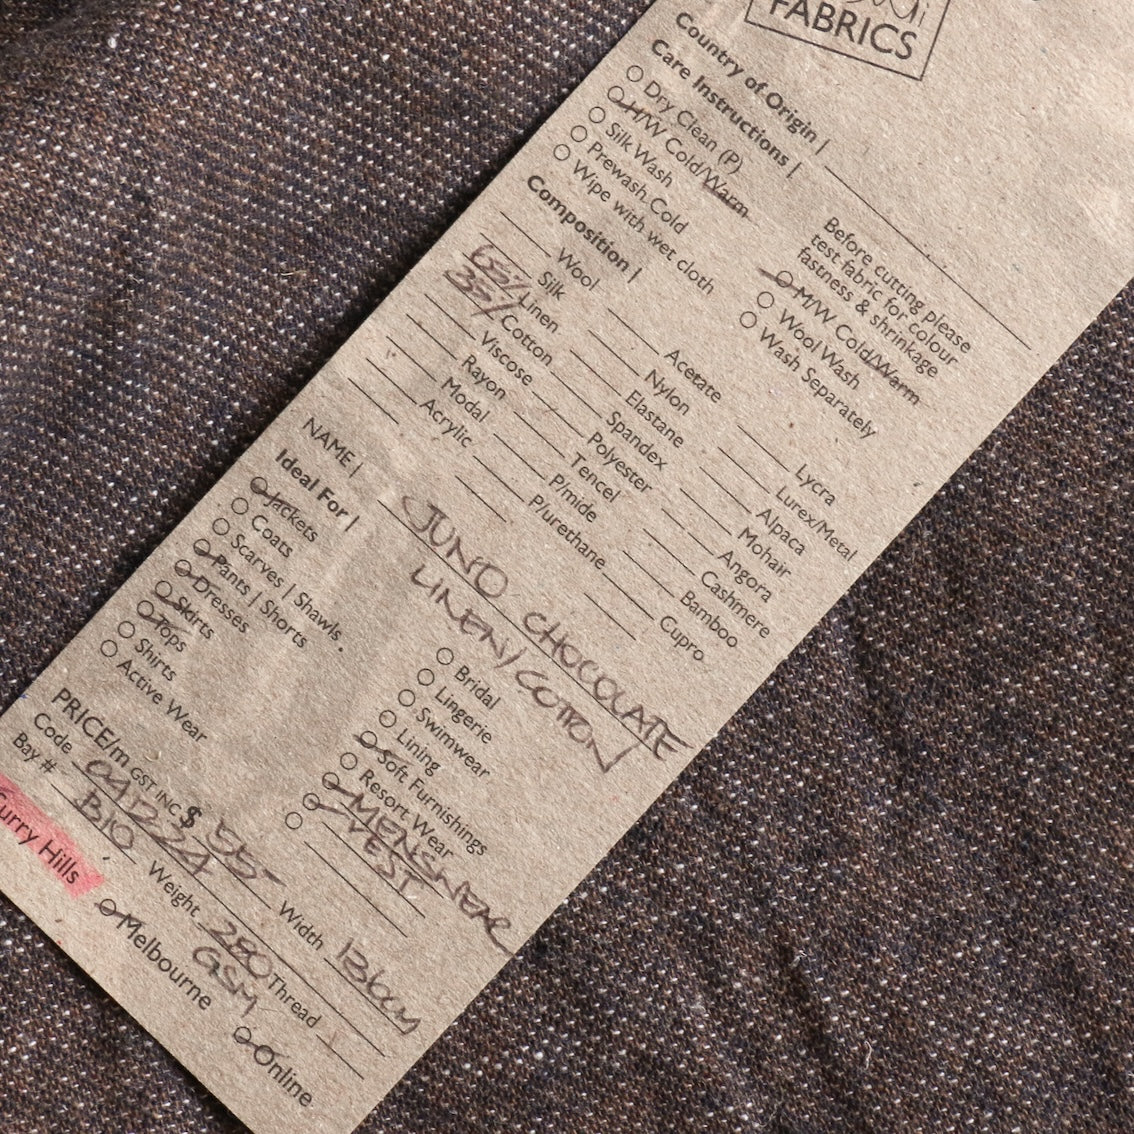 FABRICS
Country of Origin |
Care Instructions |
Dry Clean (P)
H/W Cold/Warm
Silk Wash
Prewash Cold
Wipe with wet cloth
Before cutting please
test fabric for colour
fastness & shrinkage
M/W Cold/Warm
Wool Wash
Wash Separately
Composition |
Wool
Silk
65% Linen
35% Cotton
Viscose
Rayon
Modal
Acrylic
Acetate
Nylon
Elastane
Spandex
Polyester
Tencel
P/mide
P/urethane
Lycra
Lurex/Metal
Alpaca
Mohair
Angora
Cashmere
Bamboo
Cupro
NAME | JUNO CHOCOLATE
LINEN/COTTON
Ideal For |
Jackets
Coats
Scarves | Shawls
Pants | Shorts
Dresses
Skirts
Tops
Shirts
Active Wear
Bridal
Lingerie
Swimwear
Lining
Soft Furnishings
Resort Wear
MENSWEAR
VEST
PRICE/m GST INC $ 55-
Width 136cm
Code 041224
Weight 280 GSM
Thread
Bay # B10
urry Hills
Melbourne
Online